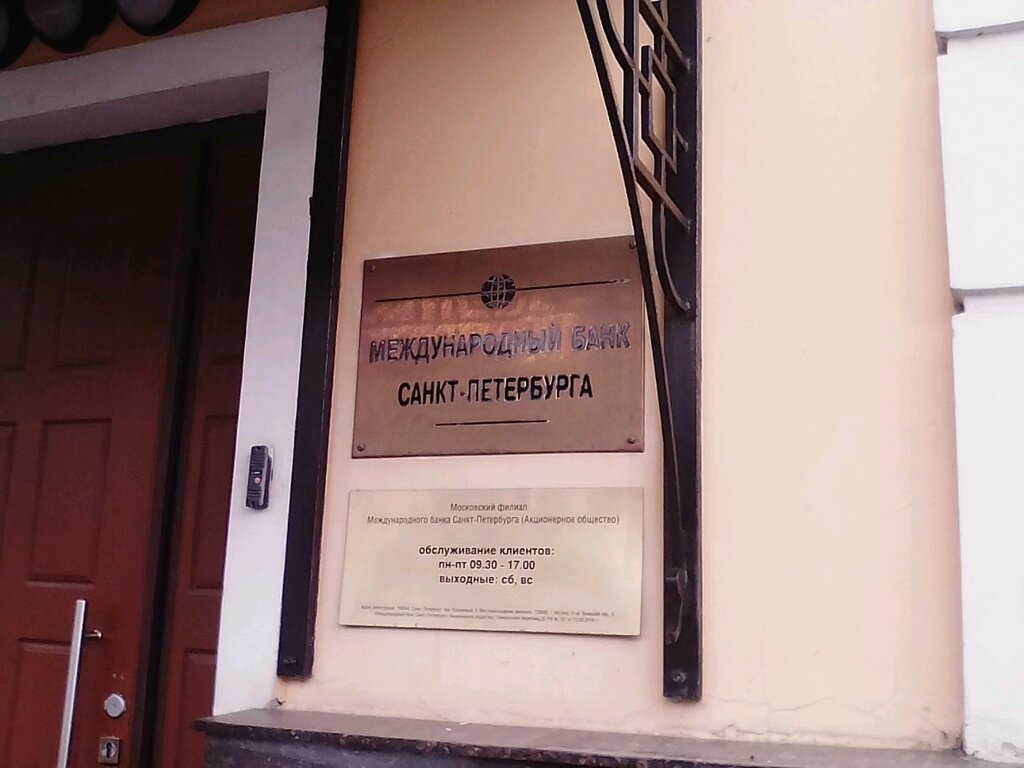 МЕЖДУНАРОДНЫЙ БАНК
САНКТ-ПЕТЕРБУРГА
Московский филиал
Международного банка Санкт-Петербурга (Акционерное общество)
обслуживание клиентов:
пн-пт 09.30 - 17.00
выходные: сб, вс